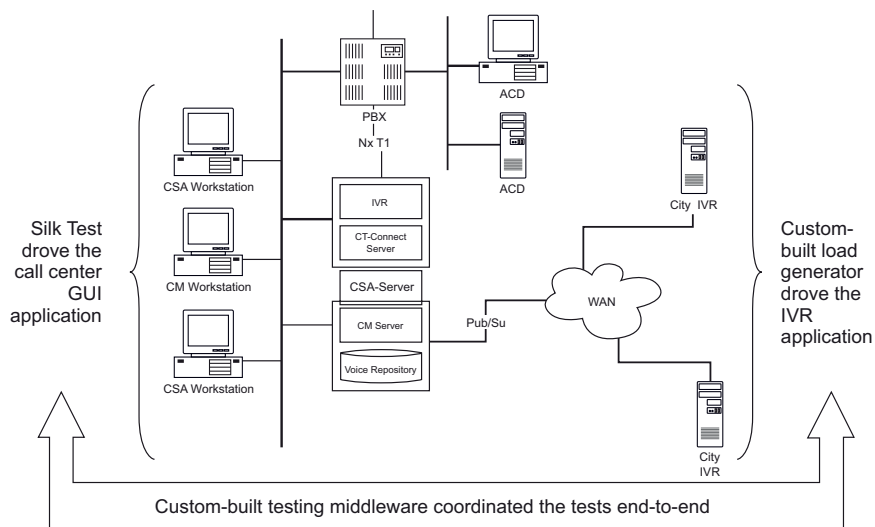 PBX
ACD
Nx T1
CSA Workstation
ACD
IVR
City IVR
CT-Connect
Server
Silk Test
drove the
call center
GUI
application
CM Workstation
CSA-Server
WAN
Custom-
built load
generator
drove the
IVR
application
CM Server
Pub/Su
Voice Repository
CSA Workstation
City
IVR
Custom-built testing middleware coordinated the tests end-to-end